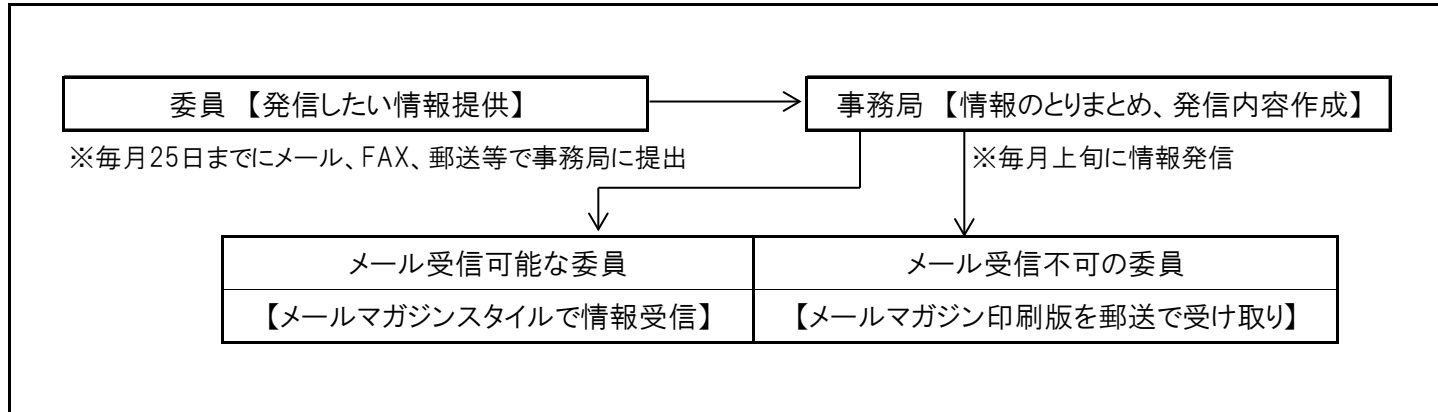 委員 【発信したい情報提供】
事務局 【情報のとりまとめ、発信内容作成】
※毎月25日までにメール、FAX、郵送等で事務局に提出
※毎月上旬に情報発信
メール受信可能な委員
メール受信不可の委員
【メールマガジンスタイルで情報受信】
【メールマガジン印刷版を郵送で受け取り】